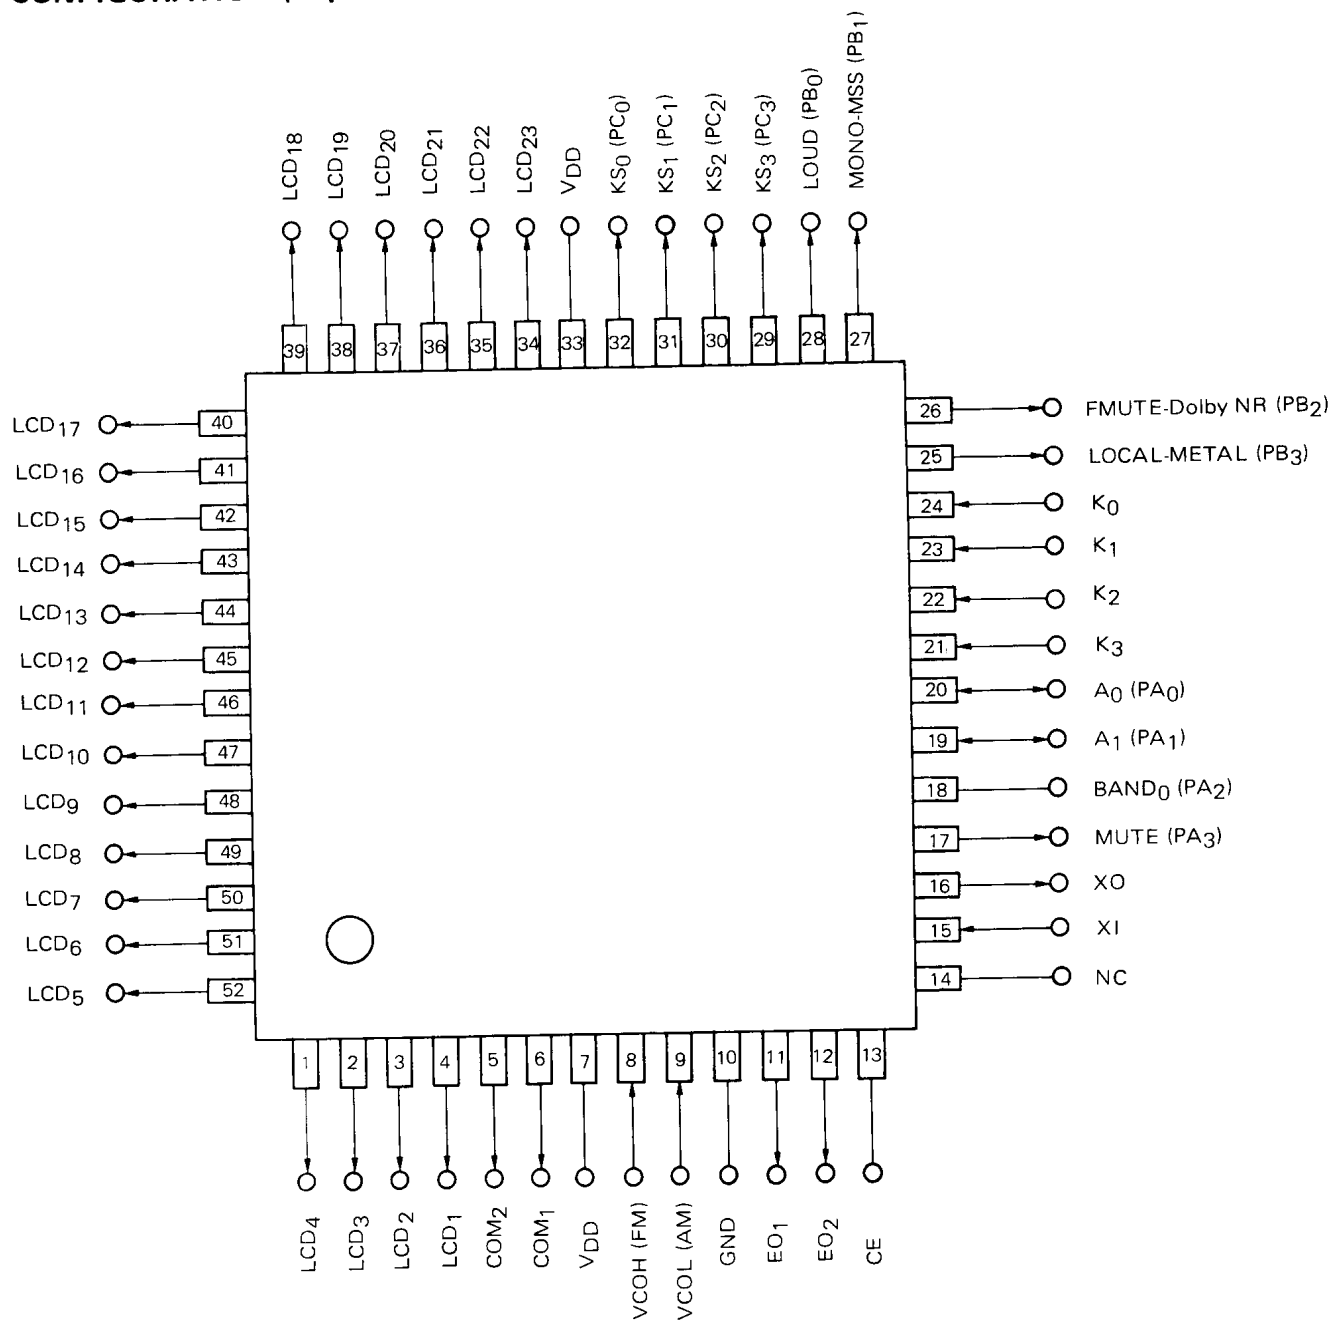 LCD18
LCD19
LCD20
LCD21
LCD22
LCD23
VDD
KS0 (PC0)
KS1 (PC1)
KS2 (PC2)
KS3 (PC3)
LOUD (PB0)
MONO-MSS (PB1)
39
38
37
36
35
34
33
32
31
30
29
28
27
LCD17 40
LCD16 41
LCD15 42
LCD14 43
LCD13 44
LCD12 45
LCD11 46
LCD10 47
LCD9 48
LCD8 49
LCD7 50
LCD6 51
LCD5 52
26 FMUTE-Dolby NR (PB2)
25 LOCAL-METAL (PB3)
24 K0
23 K1
22 K2
21 K3
20 A0 (PA0)
19 A1 (PA1)
18 BAND0 (PA2)
17 MUTE (PA3)
16 XO
15 XI
14 NC
1
2
3
4
5
6
7
8
9
10
11
12
13
LCD4
LCD3
LCD2
LCD1
COM2
COM1
VDD
VCOH (FM)
VCOL (AM)
GND
EO1
EO2
CE